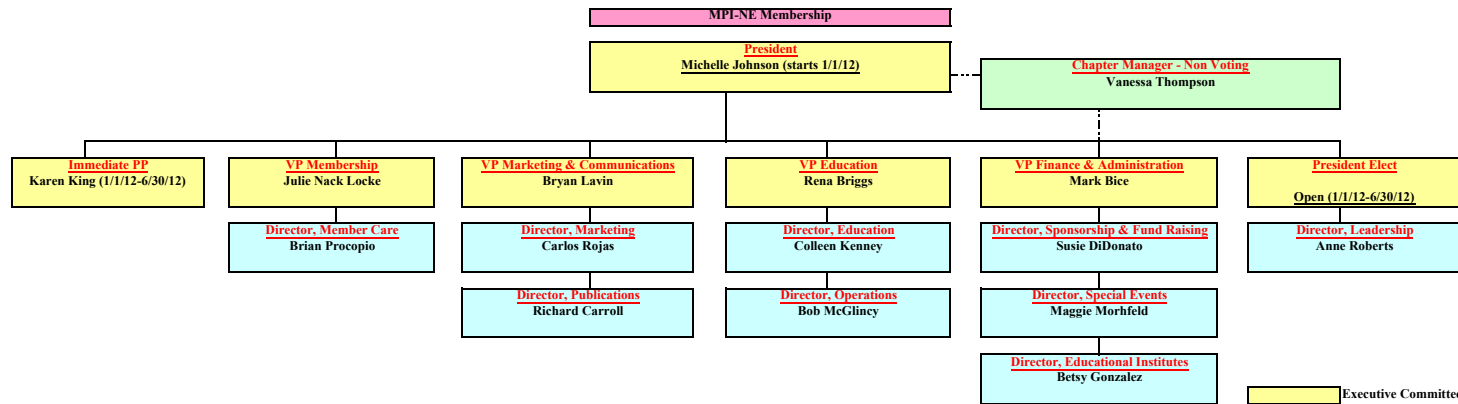 MPI-NE Membership
President
Michelle Johnson (starts 1/1/12)
Chapter Manager - Non Voting
Vanessa Thompson
Immediate PP
Karen King (1/1/12-6/30/12)
VP Membership
Julie Nack Locke
VP Marketing & Communications
Bryan Lavin
VP Education
Rena Briggs
VP Finance & Administration
Mark Bice
President Elect
Open (1/1/12-6/30/12)
Director, Member Care
Brian Procopio
Director, Marketing
Carlos Rojas
Director, Education
Colleen Kenney
Director, Sponsorship & Fund Raising
Susie DiDonato
Director, Leadership
Anne Roberts
Director, Publications
Richard Carroll
Director, Operations
Bob McGlincy
Director, Special Events
Maggie Morhfeld
Director, Educational Institutes
Betsy Gonzalez
Executive Committe